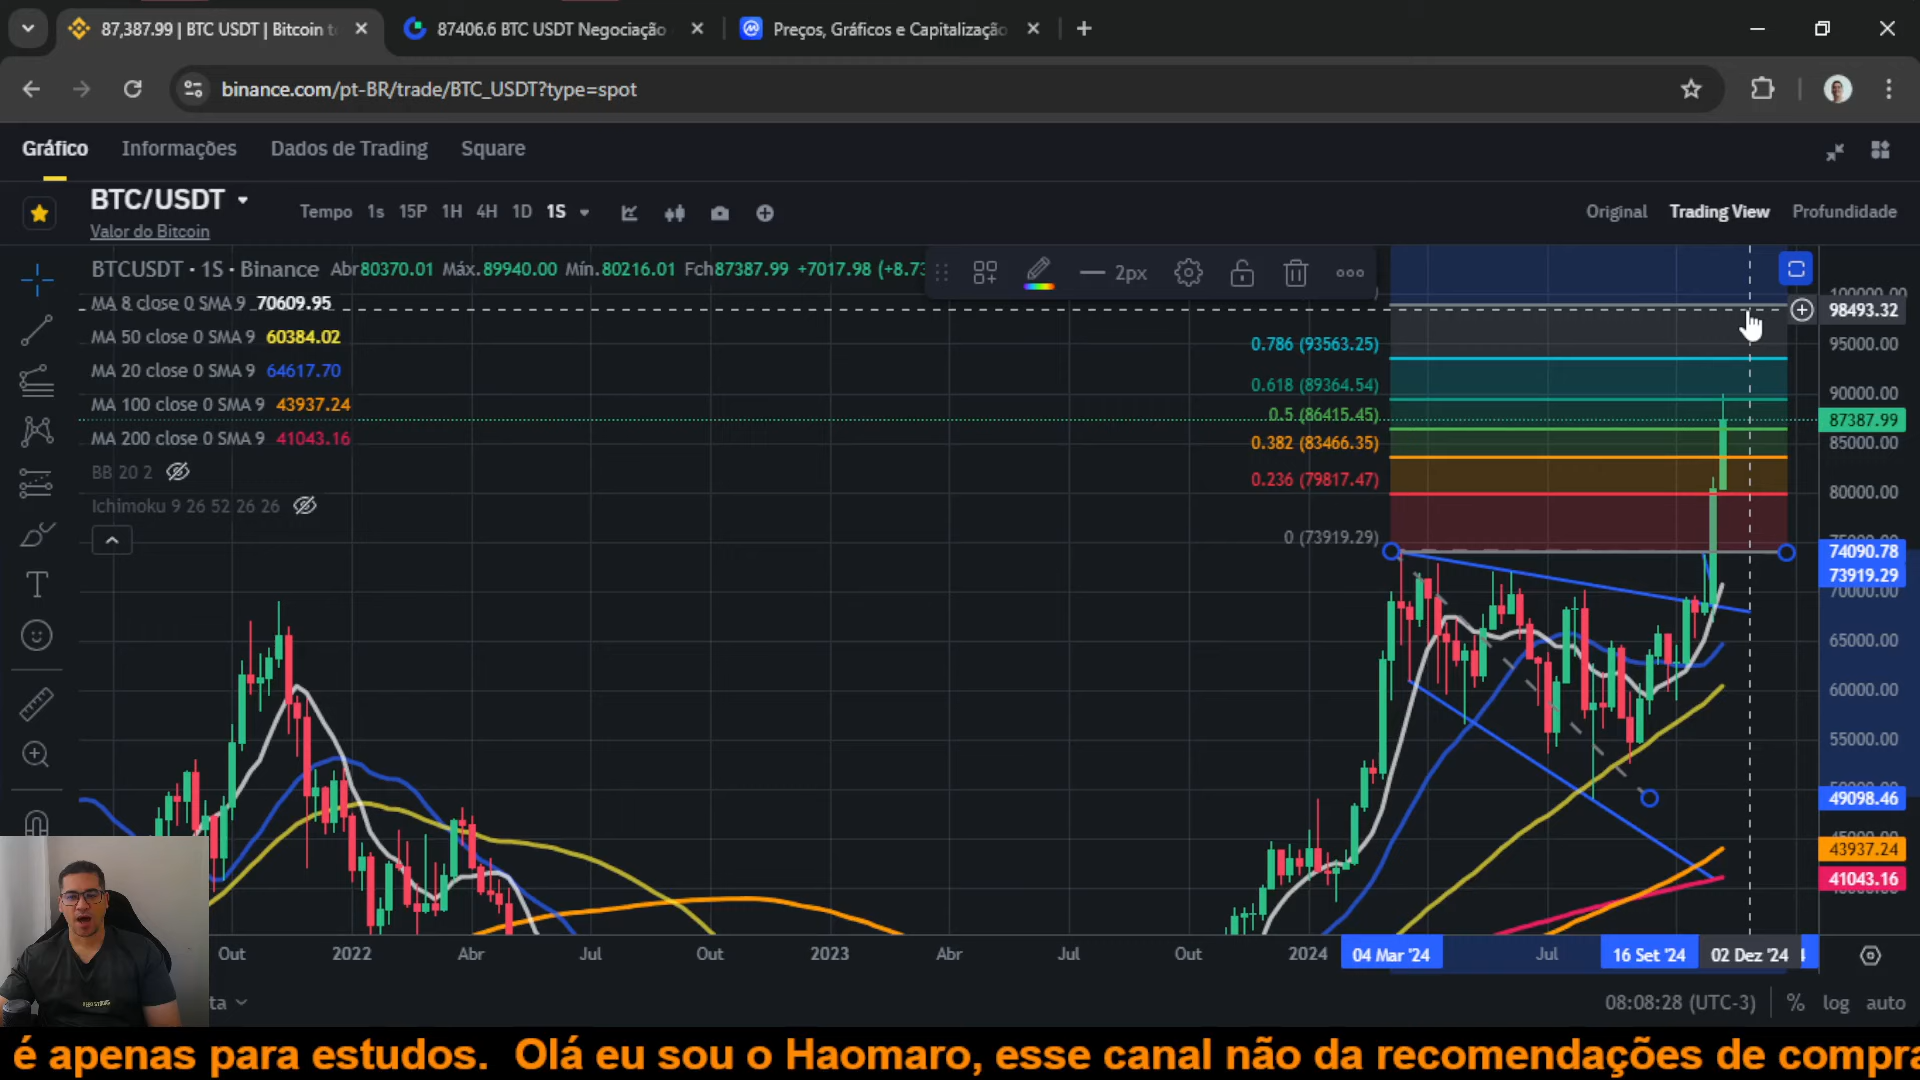 87,387.99 | BTC USDT | Bitcoin to
87406.6 BTC USDT Negociação
Preços, Gráficos e Capitalização
binance.com/pt-BR/trade/BTC_USDT?type=spot
Gráfico
Informações
Dados de Trading
Square
BTC/USDT
Valor do Bitcoin
Tempo 1s 15P 1H 4H 1D 1S
Original Trading View Profundidade
BTCUSDT · 1S · Binance Abr80370.01 Máx.89940.00 Mín.80216.01 Fch87387.99 +7017.98 (+8.73
2px
MA 8 close 0 SMA 9 70609.95
MA 50 close 0 SMA 9 60384.02
MA 20 close 0 SMA 9 64617.70
MA 100 close 0 SMA 9 43937.24
MA 200 close 0 SMA 9 41043.16
BB 20 2
Ichimoku 9 26 52 26 26
0.786 (93563.25)
0.618 (89364.54)
0.5 (86415.45)
0.382 (83466.35)
0.236 (79817.47)
0 (73919.29)
100000.00
98493.32
95000.00
90000.00
87387.99
85000.00
80000.00
74090.78
73919.29
70000.00
65000.00
60000.00
55000.00
49098.46
43937.24
41043.16
Out 2022 Abr Jul Out 2023 Abr Jul Out 2024 04 Mar '24 Jul 16 Set '24 02 Dez '24
ta
08:08:28 (UTC-3) % log auto
é apenas para estudos. Olá eu sou o Haomaro, esse canal não da recomendações de compra